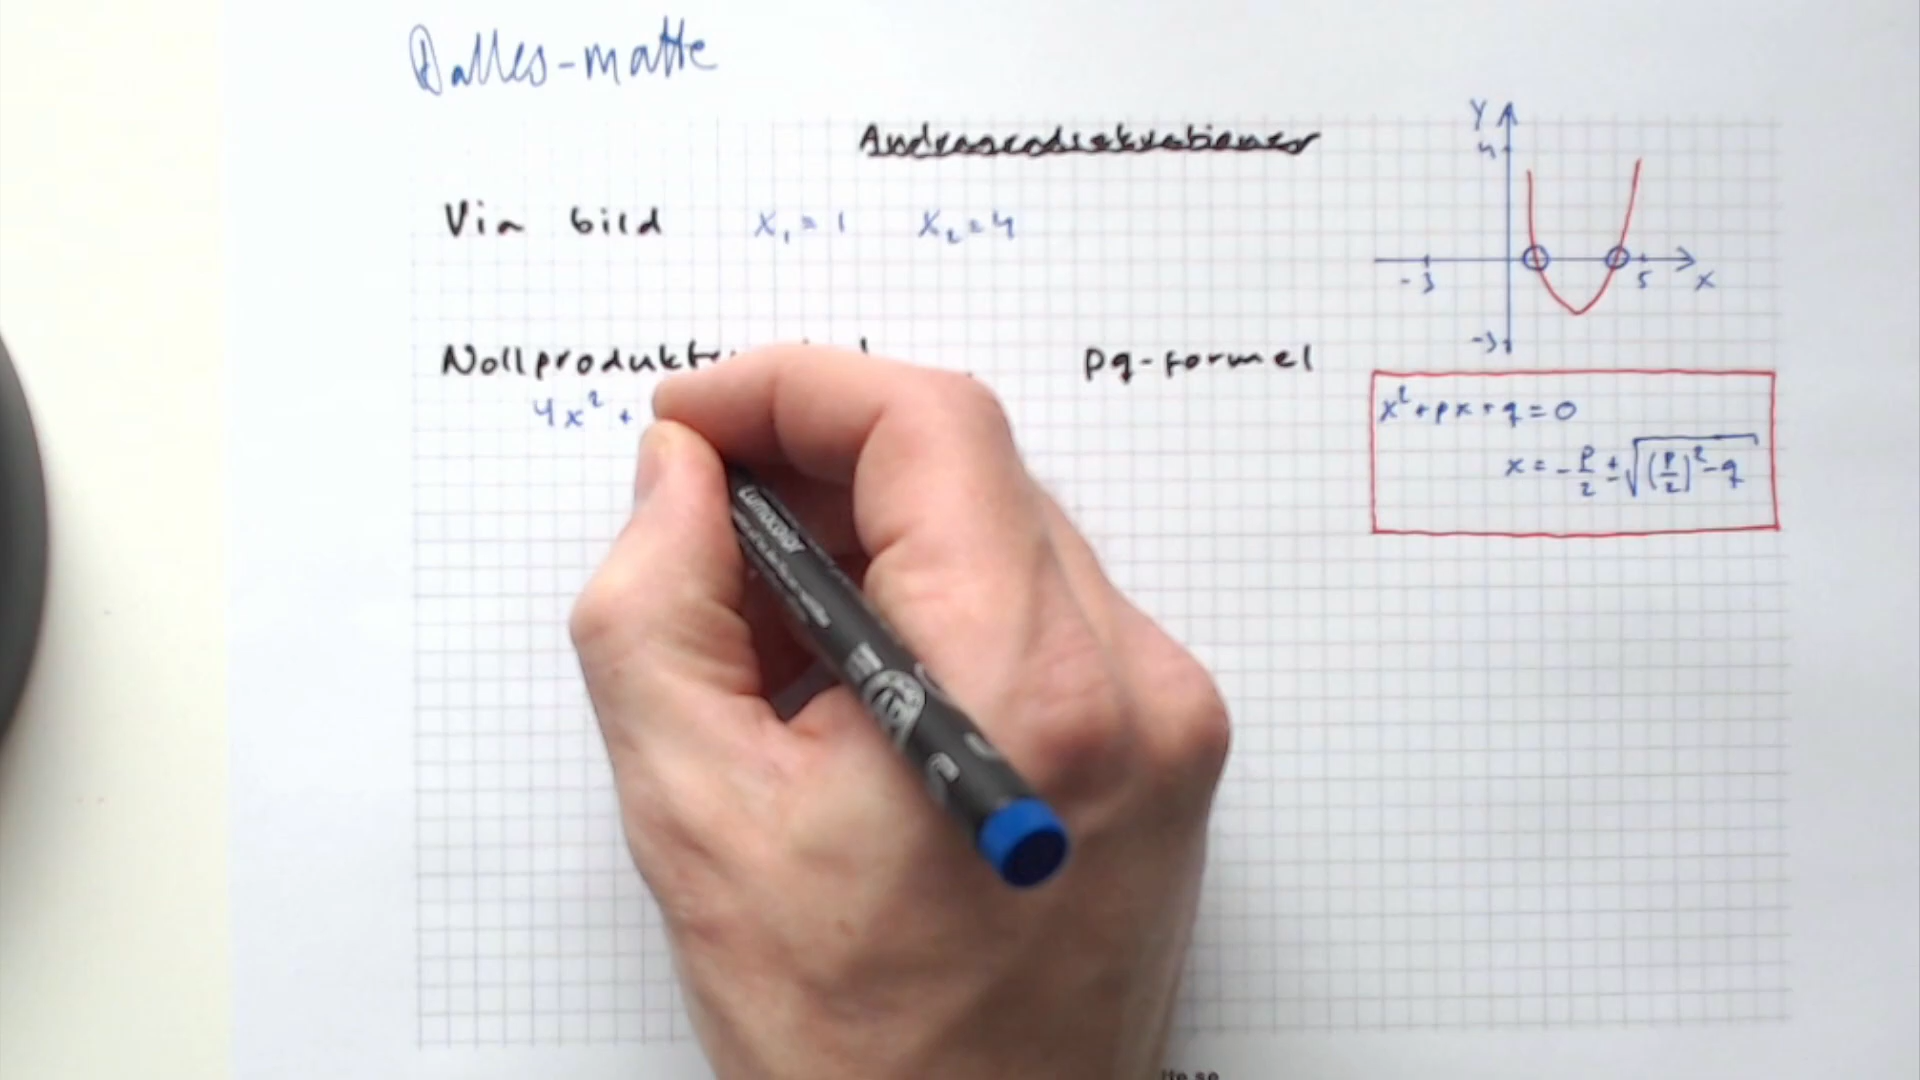 Dalles-matte
Andragradsekvationer
Via bild x₁ = 1 x₂ = 4
y
4
-3
5
x
-3
pq-formel
4x² +
x² + px + q = 0
x = -p/2 ± √((p/2)² - q)
Lumocolor